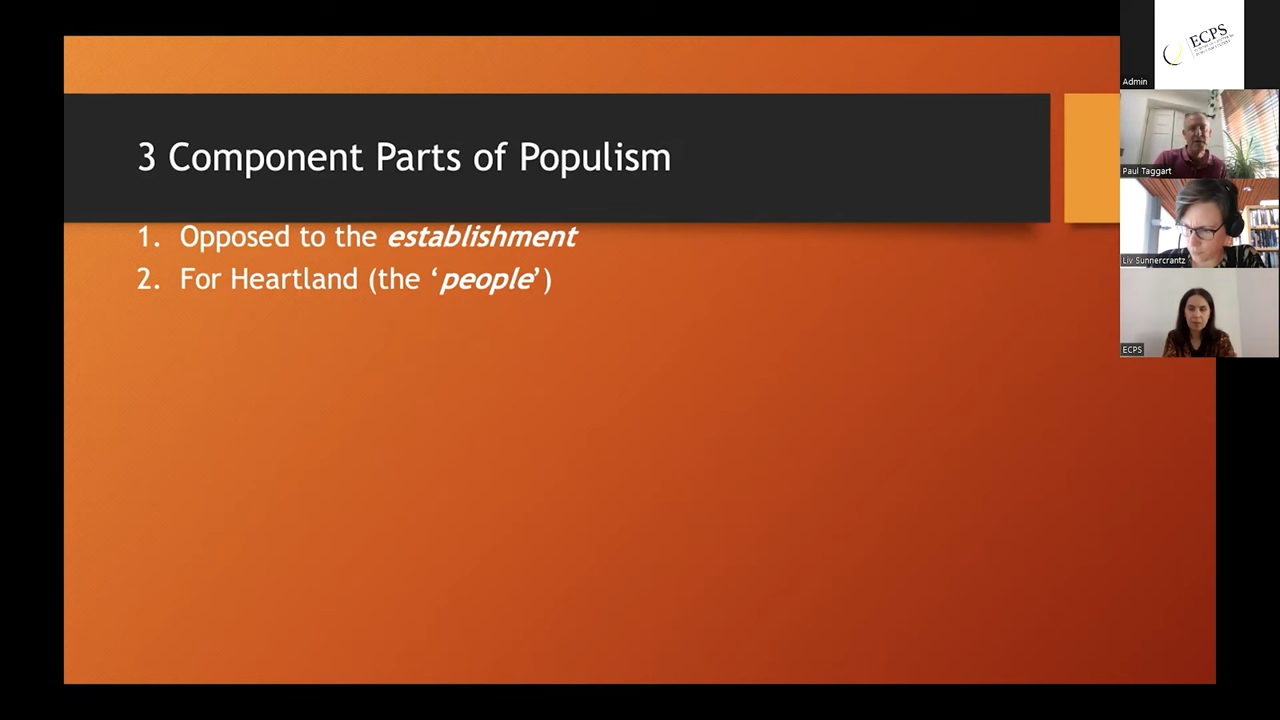 3 Component Parts of Populism
1. Opposed to the establishment
2. For Heartland (the ‘people’)
ECPS
Admin
Paul Taggart
Liv Sunnercrantz
ECPS